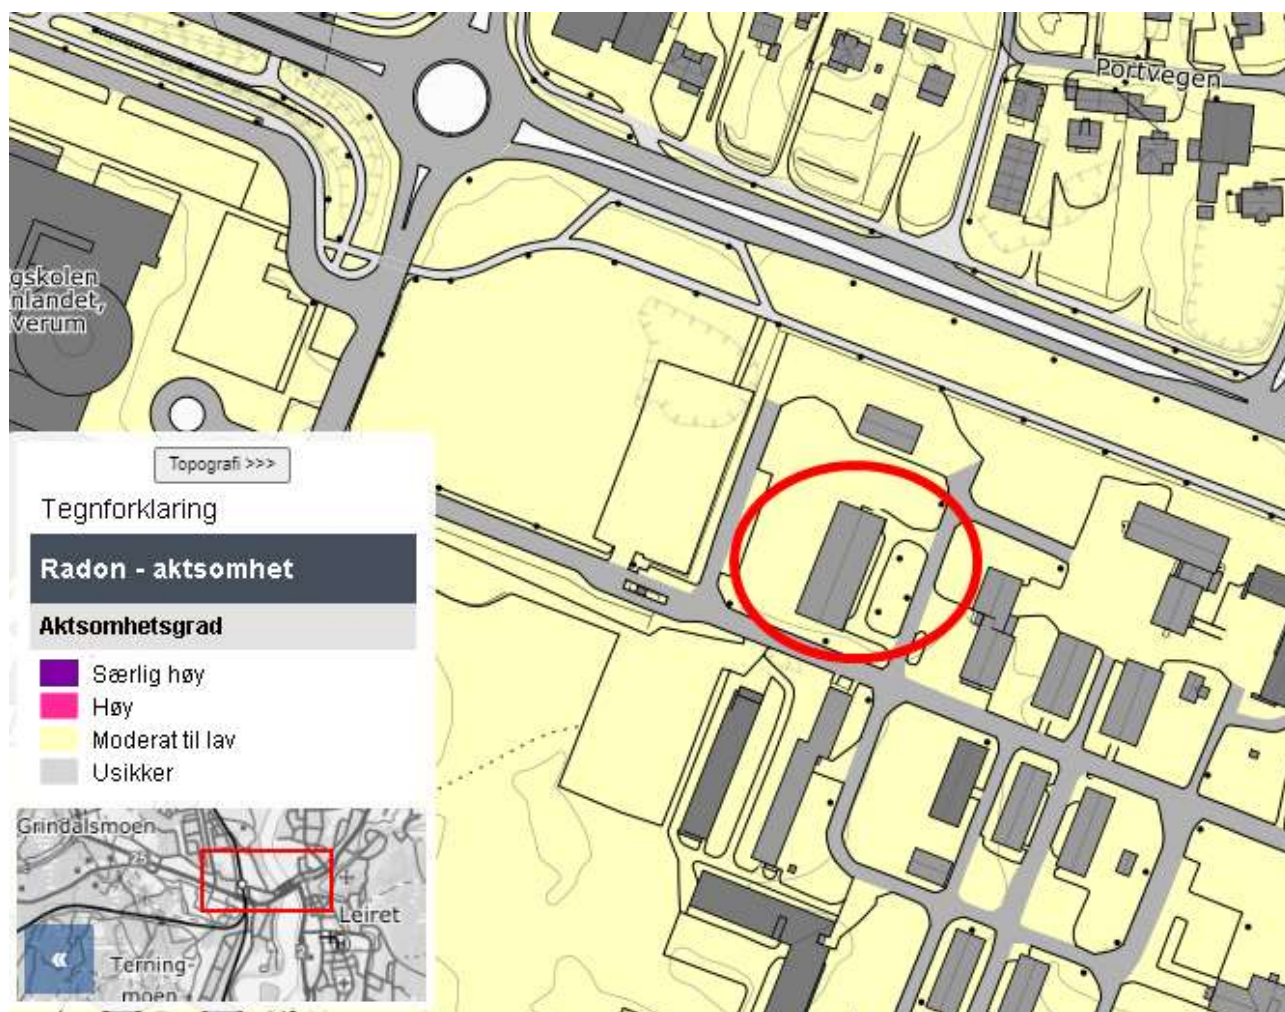 Portvegen
gskolen
nlandet,
verum
Topografi >>>
Tegnforklaring
Radon - aktsomhet
Aktsomhetsgrad
Særlig høy
Høy
Moderat til lav
Usikker
Grindalsmoen
25
Leiret
«
Terning-
moen